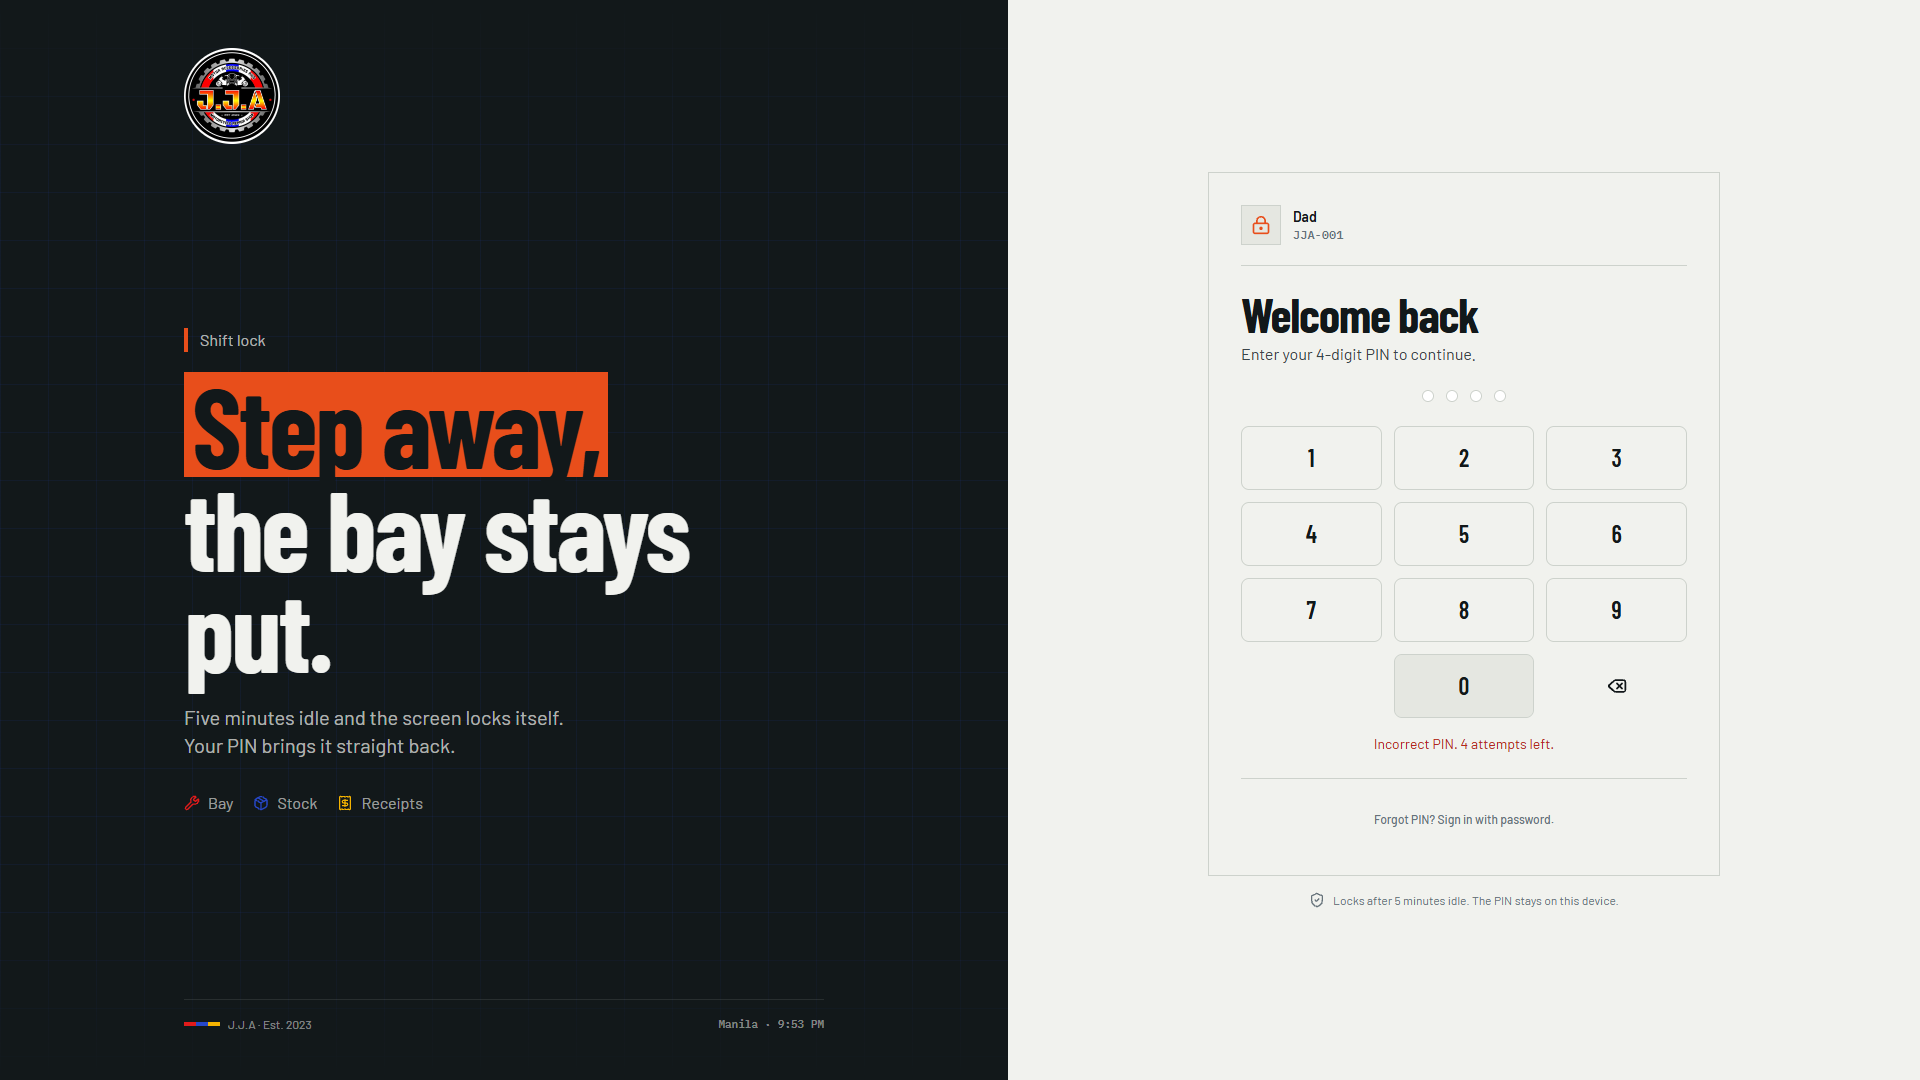 J.J.A
Shift lock
Step away,
the bay stays
put.
Five minutes idle and the screen locks itself.
Your PIN brings it straight back.
Bay Stock Receipts
J.J.A · Est. 2023
Manila · 9:53 PM
Dad
JJA-001
Welcome back
Enter your 4-digit PIN to continue.
1 2 3
4 5 6
7 8 9
0
Incorrect PIN. 4 attempts left.
Forgot PIN? Sign in with password.
Locks after 5 minutes idle. The PIN stays on this device.